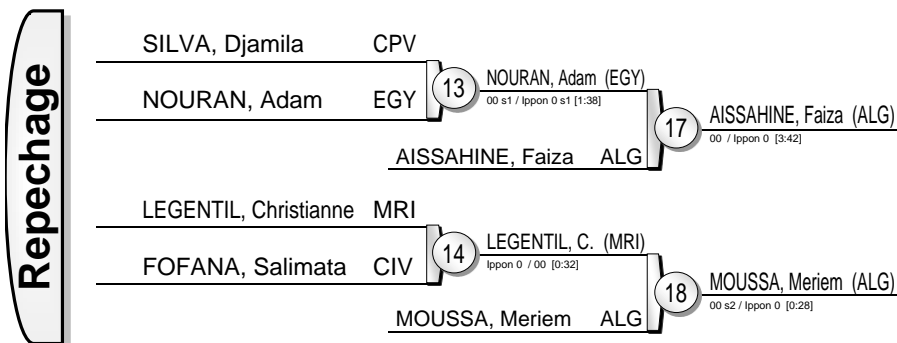 Repechage
SILVA, Djamila CPV
NOURAN, Adam EGY
13
NOURAN, Adam (EGY)
00 s1 / Ippon 0 s1 [1:38]
AISSAHINE, Faiza ALG
17
AISSAHINE, Faiza (ALG)
00 / Ippon 0 [3:42]
LEGENTIL, Christianne MRI
FOFANA, Salimata CIV
14
LEGENTIL, C. (MRI)
Ippon 0 / 00 [0:32]
MOUSSA, Meriem ALG
18
MOUSSA, Meriem (ALG)
00 s2 / Ippon 0 [0:28]